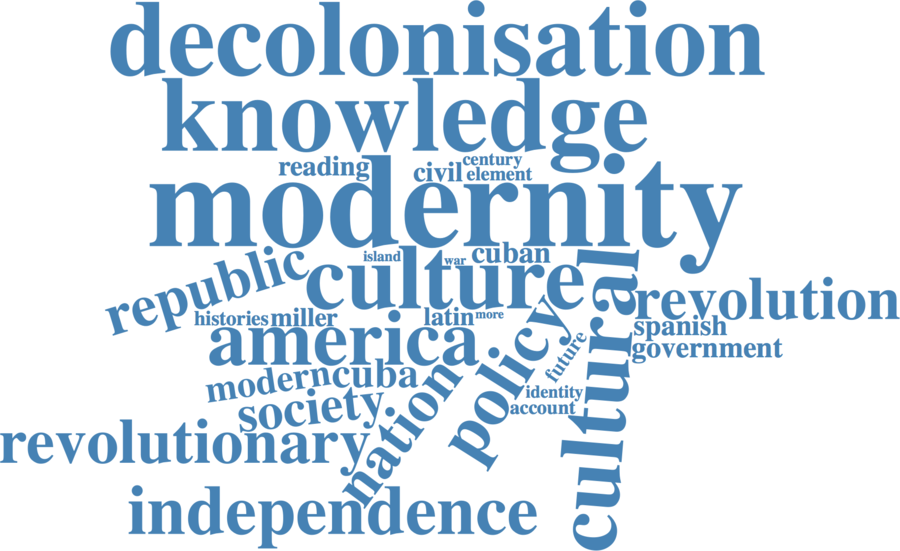 decolonisation
knowledge
reading civil century
element
modernity
island war cuban
republic culture
cultural
revolution
histories miller latin more
spanish
america policy
future
government
modern cuba
identity
society nation
account
revolutionary
independence